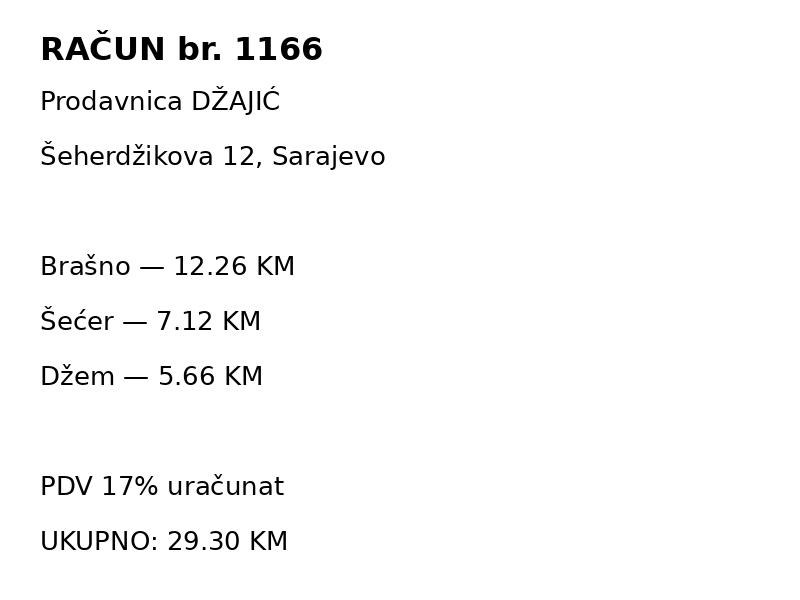 RAČUN br. 1166
Prodavnica DŽAJIĆ
Šeherdžikova 12, Sarajevo
Brašno — 12.26 KM
Šećer — 7.12 KM
Džem — 5.66 KM
PDV 17% uračunat
UKUPNO: 29.30 KM